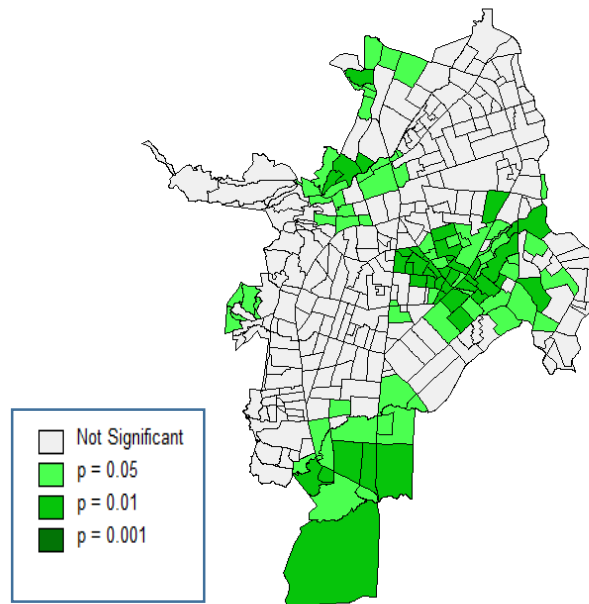 Not Significant
p = 0.05
p = 0.01
p = 0.001